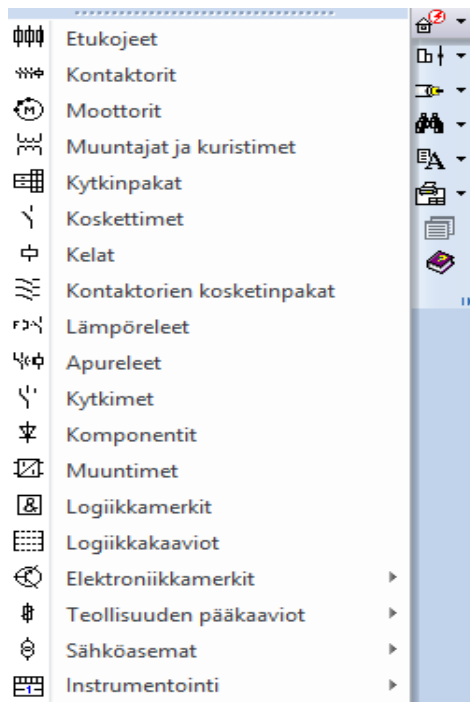 Etukojeet
Kontaktorit
Moottorit
Muuntajat ja kuristimet
Kytkinpakat
Koskettimet
Kelat
Kontaktorien kosketinpakat
Lämpöreleet
Apureleet
Kytkimet
Komponentit
Muuntimet
Logiikkamerkit
Logiikkakaaviot
Elektroniikkamerkit
Teollisuuden pääkaaviot
Sähköasemat
Instrumentointi